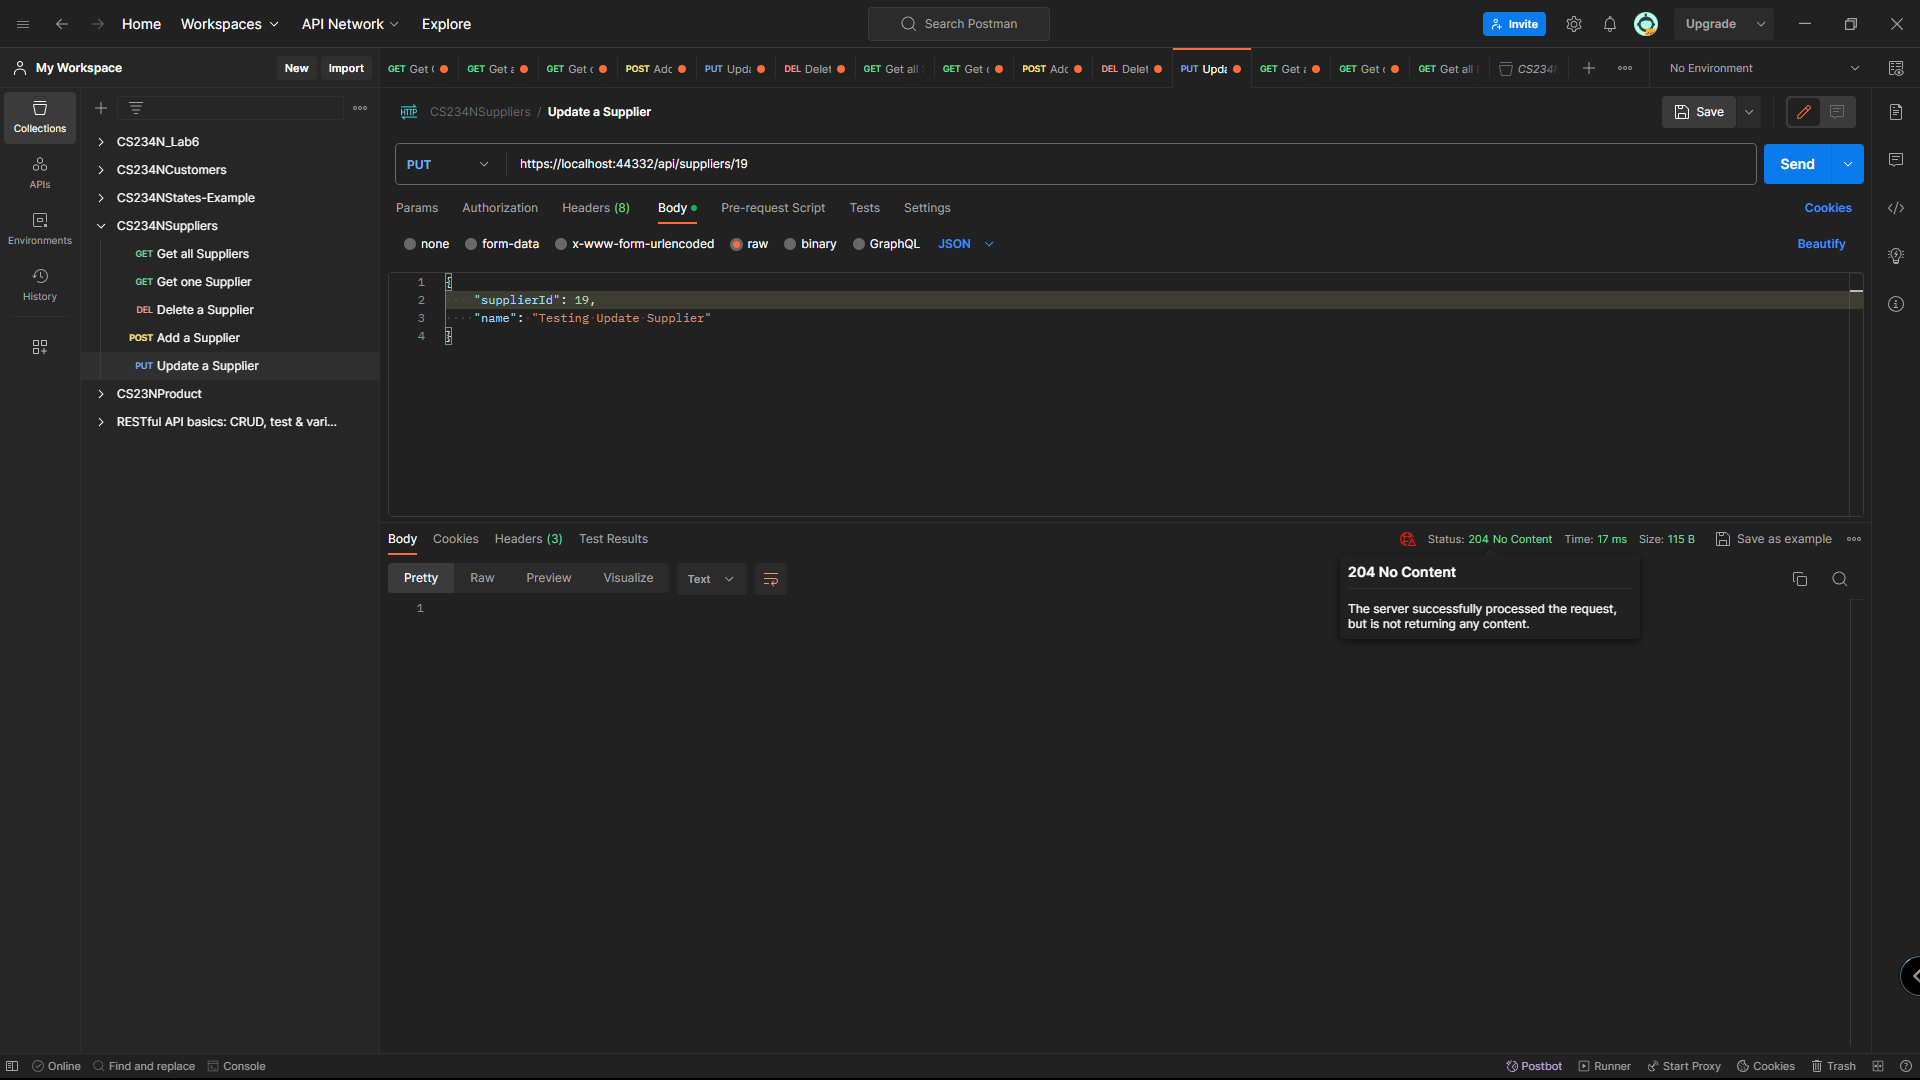 Home Workspaces API Network Explore Search Postman Invite Upgrade
My Workspace New Import GET Get ( GET Get a GET Get c POST Adc PUT Upda DEL Delet GET Get all GET Get c POST Adc DEL Delet PUT Upda GET Get a GET Get c GET Get all CS234N No Environment
Collections
APIs
Environments
History
CS234N_Lab6
CS234NCustomers
CS234NStates-Example
CS234NSuppliers
GET Get all Suppliers
GET Get one Supplier
DEL Delete a Supplier
POST Add a Supplier
PUT Update a Supplier
CS23NProduct
RESTful API basics: CRUD, test & vari...
HTTP CS234NSuppliers / Update a Supplier Save
PUT https://localhost:44332/api/suppliers/19 Send
Params Authorization Headers (8) Body Pre-request Script Tests Settings Cookies
none form-data x-www-form-urlencoded raw binary GraphQL JSON Beautify
1 {
2 "supplierId": 19,
3 "name": "Testing Update Supplier"
4 }
Body Cookies Headers (3) Test Results Status: 204 No Content Time: 17 ms Size: 115 B Save as example
Pretty Raw Preview Visualize Text
1
204 No Content
The server successfully processed the request,
but is not returning any content.
Online Find and replace Console Postbot Runner Start Proxy Cookies Trash